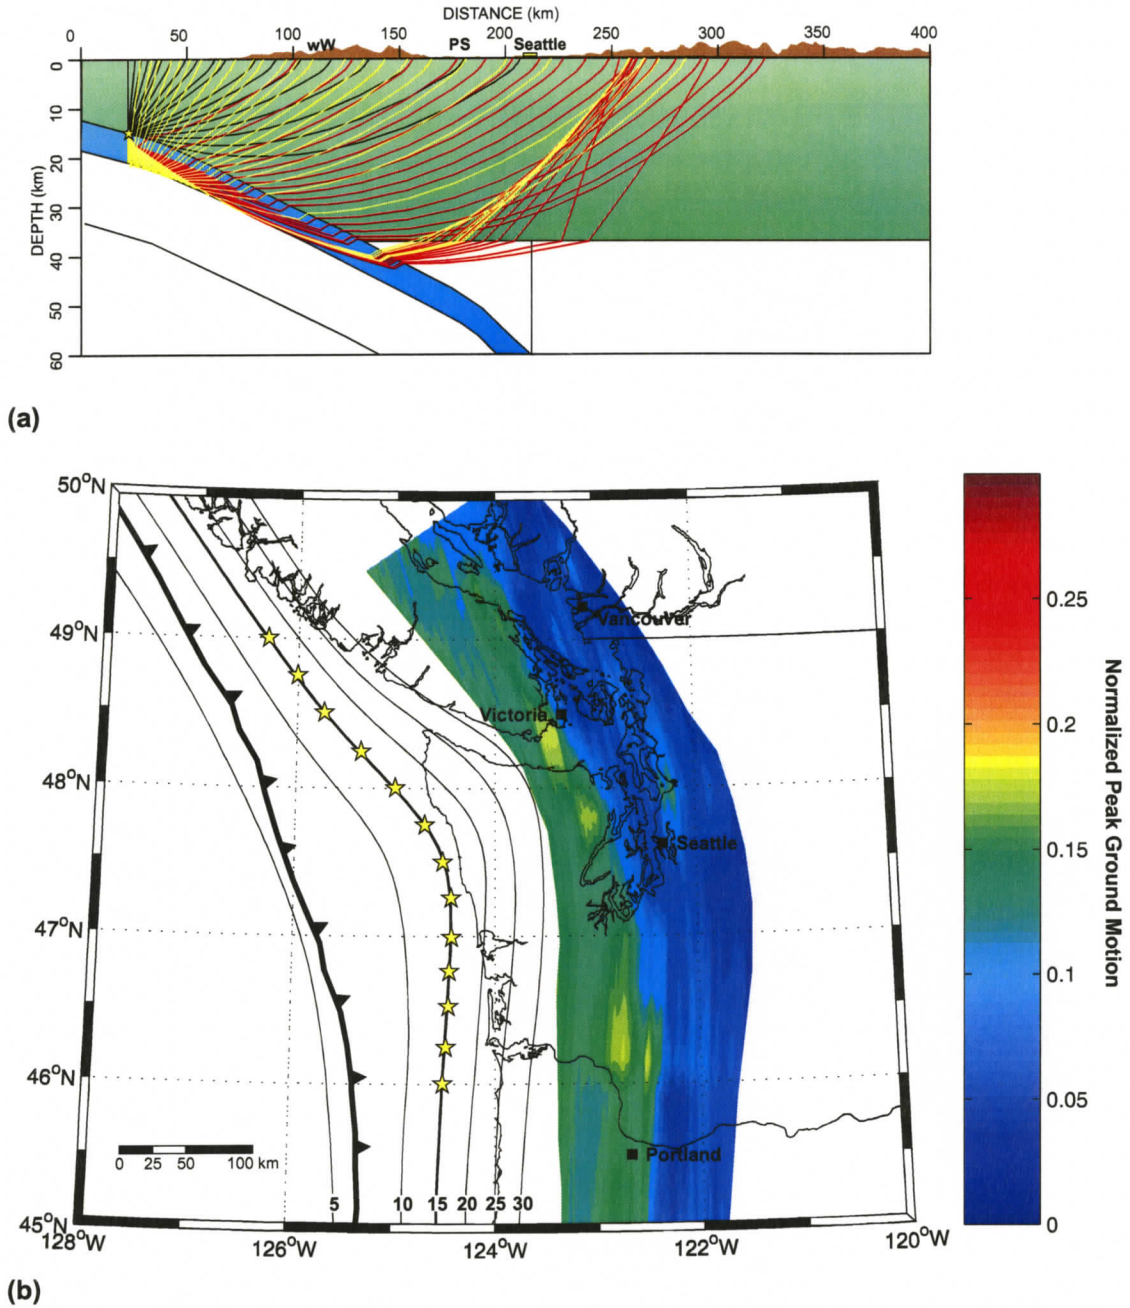 DISTANCE (km)
0 50 100 150 200 250 300 350 400
wW PS Seattle
DEPTH (km)
0
10
20
30
40
50
60
(a)
50°N
49°N
48°N
47°N
46°N
45°N
Vancouver
Victoria
Seattle
Portland
0 25 50 100 km
5 10 15 20 25 30
128°W 126°W 124°W 122°W 120°W
0.25
0.2
0.15
0.1
0.05
0
Normalized Peak Ground Motion
(b)